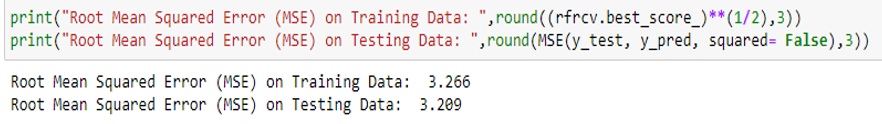 print("Root Mean Squared Error (MSE) on Training Data: ",round((rfrcv.best_score_)**(1/2),3))
print("Root Mean Squared Error (MSE) on Testing Data: ",round(MSE(y_test, y_pred, squared= False),3))
Root Mean Squared Error (MSE) on Training Data:  3.266
Root Mean Squared Error (MSE) on Testing Data:  3.209